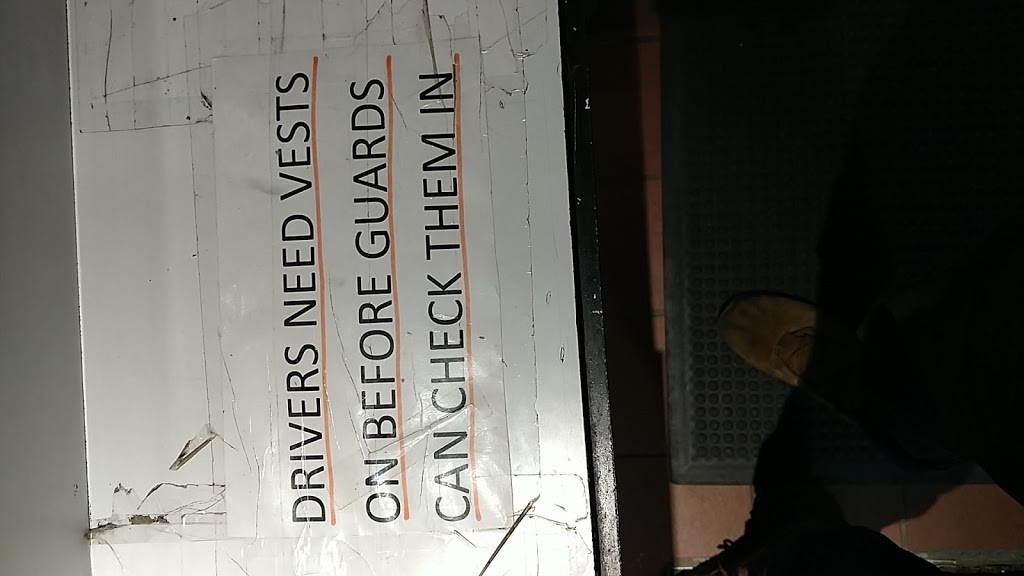 DRIVERS NEED VESTS
ON BEFORE GUARDS
CAN CHECK THEM IN